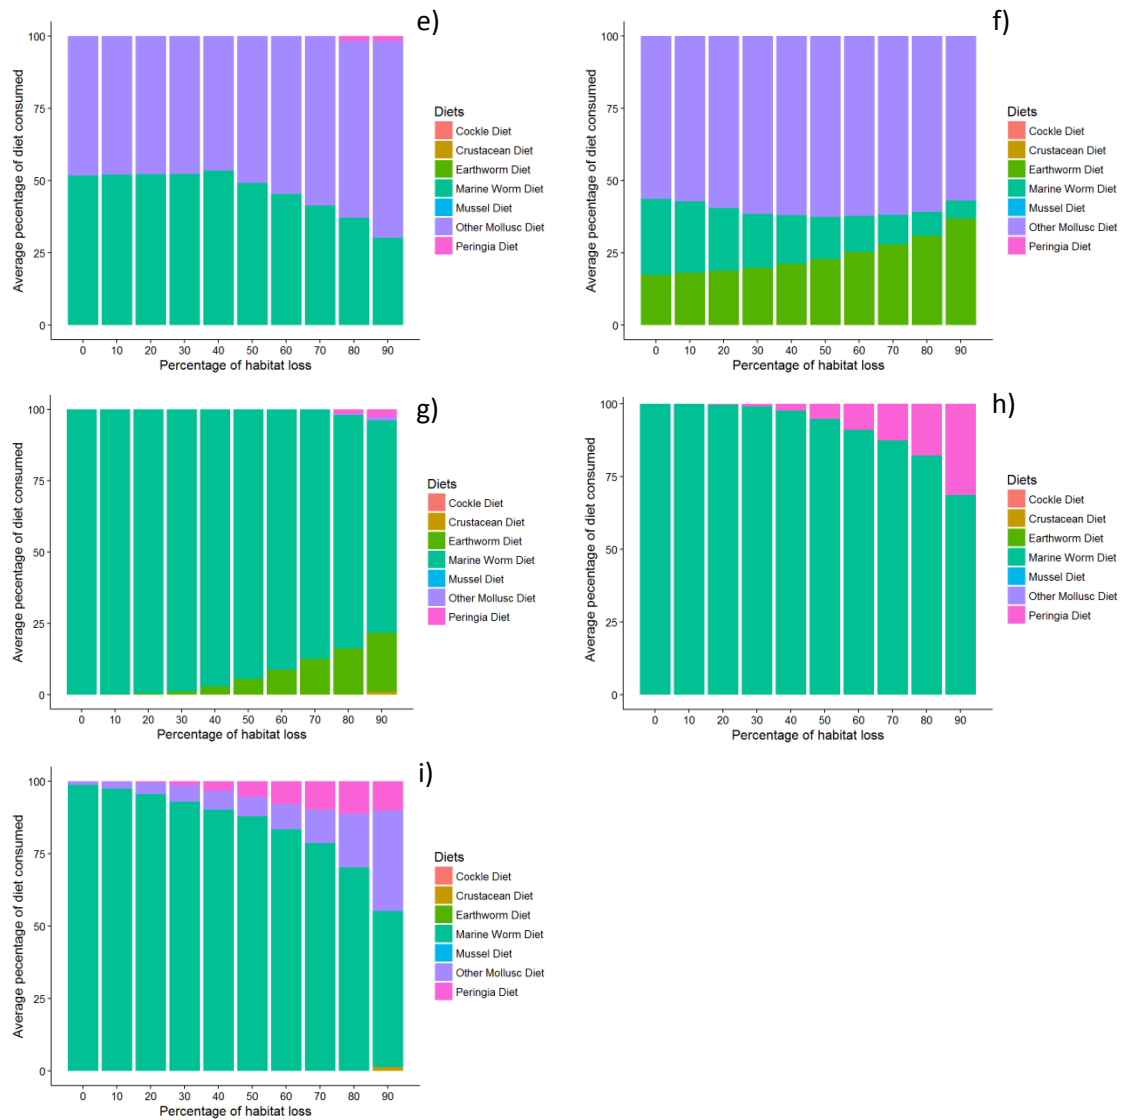 e)
Average pecentage of diet consumed
100
75
50
25
0
0 10 20 30 40 50 60 70 80 90
Percentage of habitat loss
Diets
Cockle Diet
Crustacean Diet
Earthworm Diet
Marine Worm Diet
Mussel Diet
Other Mollusc Diet
Peringia Diet
f)
Average pecentage of diet consumed
100
75
50
25
0
0 10 20 30 40 50 60 70 80 90
Percentage of habitat loss
Diets
Cockle Diet
Crustacean Diet
Earthworm Diet
Marine Worm Diet
Mussel Diet
Other Mollusc Diet
Peringia Diet
g)
Average pecentage of diet consumed
100
75
50
25
0
0 10 20 30 40 50 60 70 80 90
Percentage of habitat loss
Diets
Cockle Diet
Crustacean Diet
Earthworm Diet
Marine Worm Diet
Mussel Diet
Other Mollusc Diet
Peringia Diet
h)
Average pecentage of diet consumed
100
75
50
25
0
0 10 20 30 40 50 60 70 80 90
Percentage of habitat loss
Diets
Cockle Diet
Crustacean Diet
Earthworm Diet
Marine Worm Diet
Mussel Diet
Other Mollusc Diet
Peringia Diet
i)
Average pecentage of diet consumed
100
75
50
25
0
0 10 20 30 40 50 60 70 80 90
Percentage of habitat loss
Diets
Cockle Diet
Crustacean Diet
Earthworm Diet
Marine Worm Diet
Mussel Diet
Other Mollusc Diet
Peringia Diet